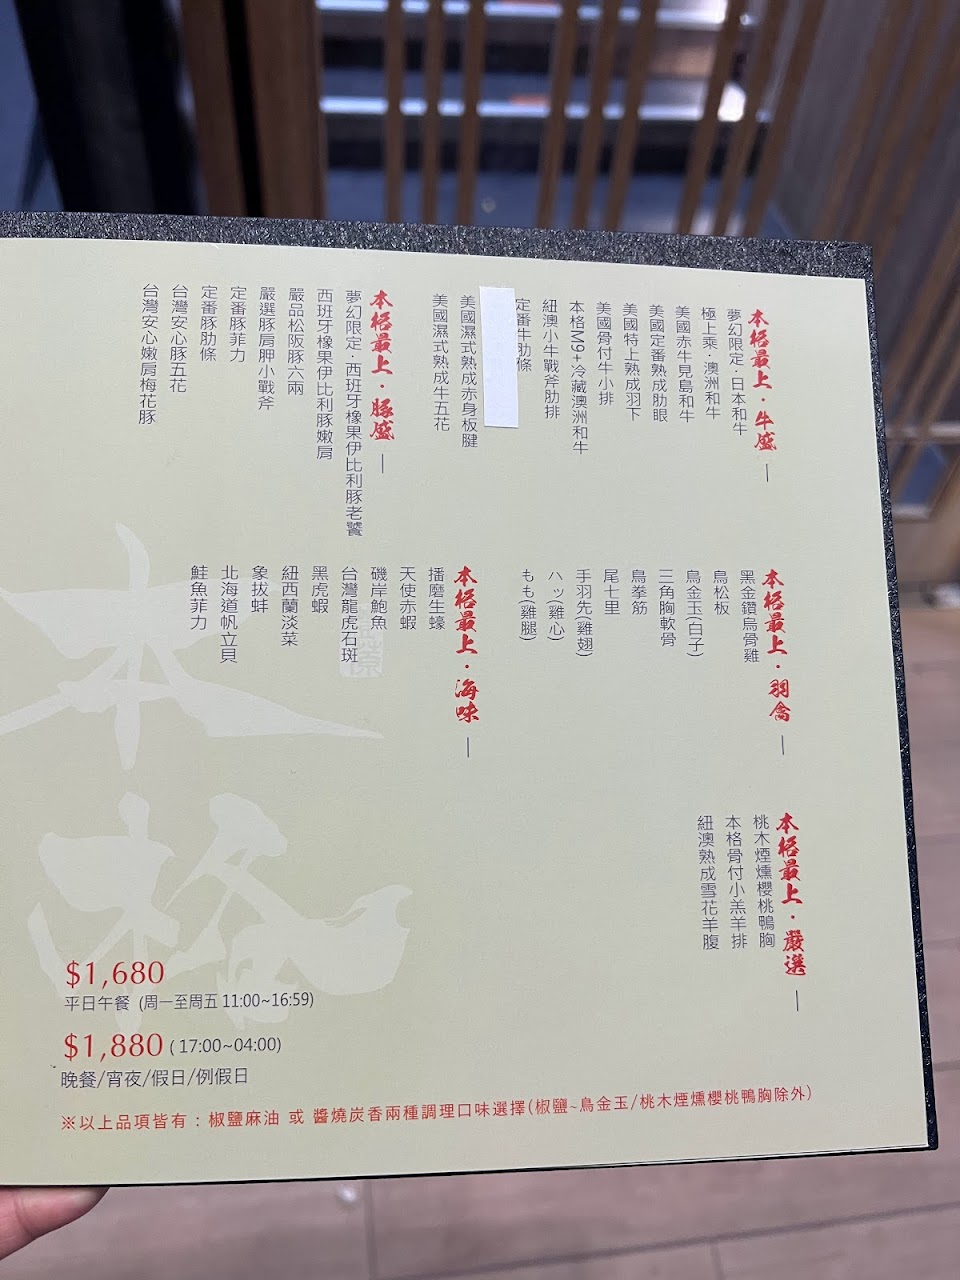 本格最上・牛盛
夢幻限定・日本和牛
極上乘・澳洲和牛
美國赤牛見島和牛
美國定番熟成肋眼
美國特上熟成羽下
美國骨付牛小排
本格M9+冷藏澳洲和牛
紐澳小牛戰斧肋排
定番牛肋條
美國濕式熟成赤身板腱
美國濕式熟成牛五花
本格最上・豚盛
夢幻限定・西班牙橡果伊比利豚老饕
西班牙橡果伊比利豚嫩肩
嚴品松阪豚六兩
嚴選豚肩胛小戰斧
定番豚菲力
定番豚肋條
台灣安心豚五花
台灣安心嫩肩梅花豚
本格最上・羽禽
黑金鑽烏骨雞
鳥松板
鳥金玉(白子)
三角胸軟骨
鳥拳筋
尾七里
手羽先(雞翅)
ハツ(雞心)
もも(雞腿)
本格最上・海味
播磨生蠔
天使赤蝦
磯岸鮑魚
台灣龍虎石斑
黑虎蝦
紐西蘭淡菜
象拔蚌
北海道帆立貝
鮭魚菲力
本格最上・嚴選
桃木煙燻櫻桃鴨胸
本格骨付小羔羊排
紐澳熟成雪花羊腹
本格
$1,680
平日午餐 (周一至周五 11:00~16:59)
$1,880 ( 17:00~04:00)
晚餐/宵夜/假日/例假日
※以上品項皆有：椒鹽麻油 或 醬燒炭香兩種調理口味選擇(椒鹽~鳥金玉/桃木煙燻櫻桃鴨胸除外)